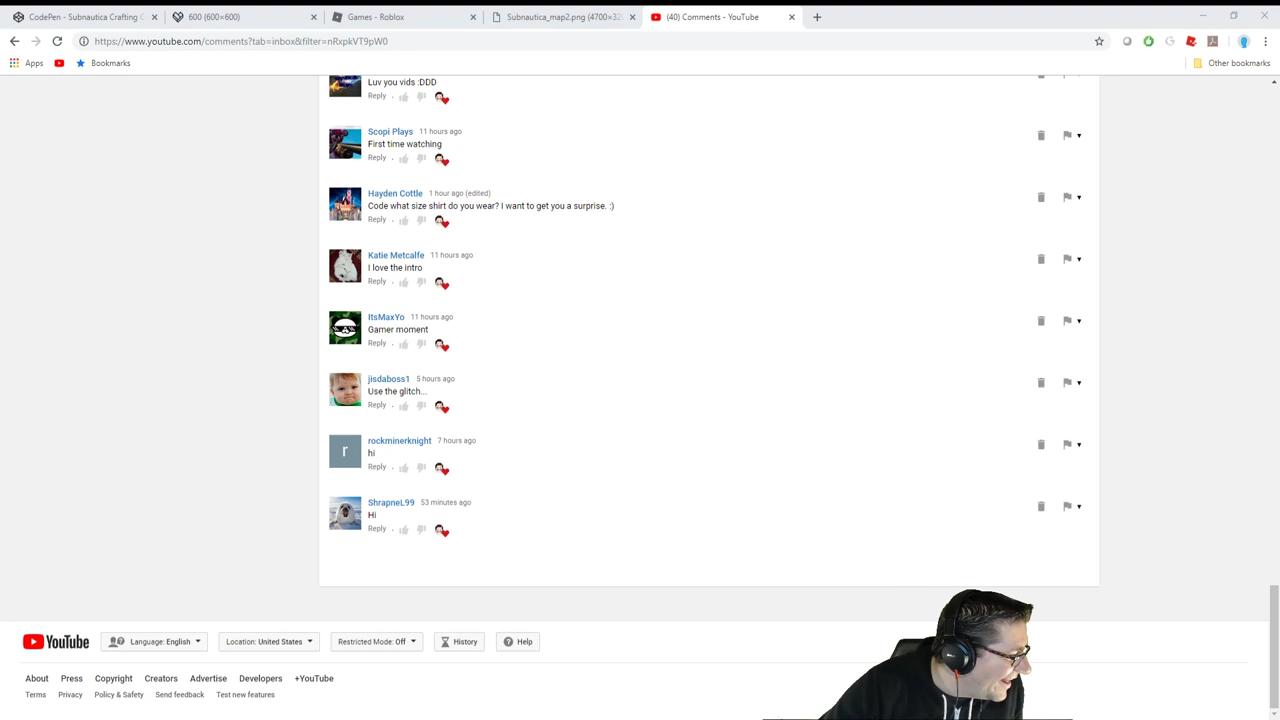 CodePen - Subnautica Crafting
600 (600×600)
Games - Roblox
Subnautica_map2.png (4700×32
(40) Comments - YouTube
https://www.youtube.com/comments?tab=inbox&filter=nRxpkVT9pW0
Apps
Bookmarks
Other bookmarks
Luv you vids :DDD
Reply
Scopi Plays 11 hours ago
First time watching
Reply
Hayden Cottle 1 hour ago (edited)
Code what size shirt do you wear? I want to get you a surprise. :)
Reply
Katie Metcalfe 11 hours ago
I love the intro
Reply
ItsMaxYo 11 hours ago
Gamer moment
Reply
jisdaboss1 5 hours ago
Use the glitch...
Reply
r
rockminerknight 7 hours ago
hi
Reply
ShrapneL99 53 minutes ago
Hi
Reply
YouTube
Language: English
Location: United States
Restricted Mode: Off
History
Help
About Press Copyright Creators Advertise Developers +YouTube
Terms Privacy Policy & Safety Send feedback Test new features